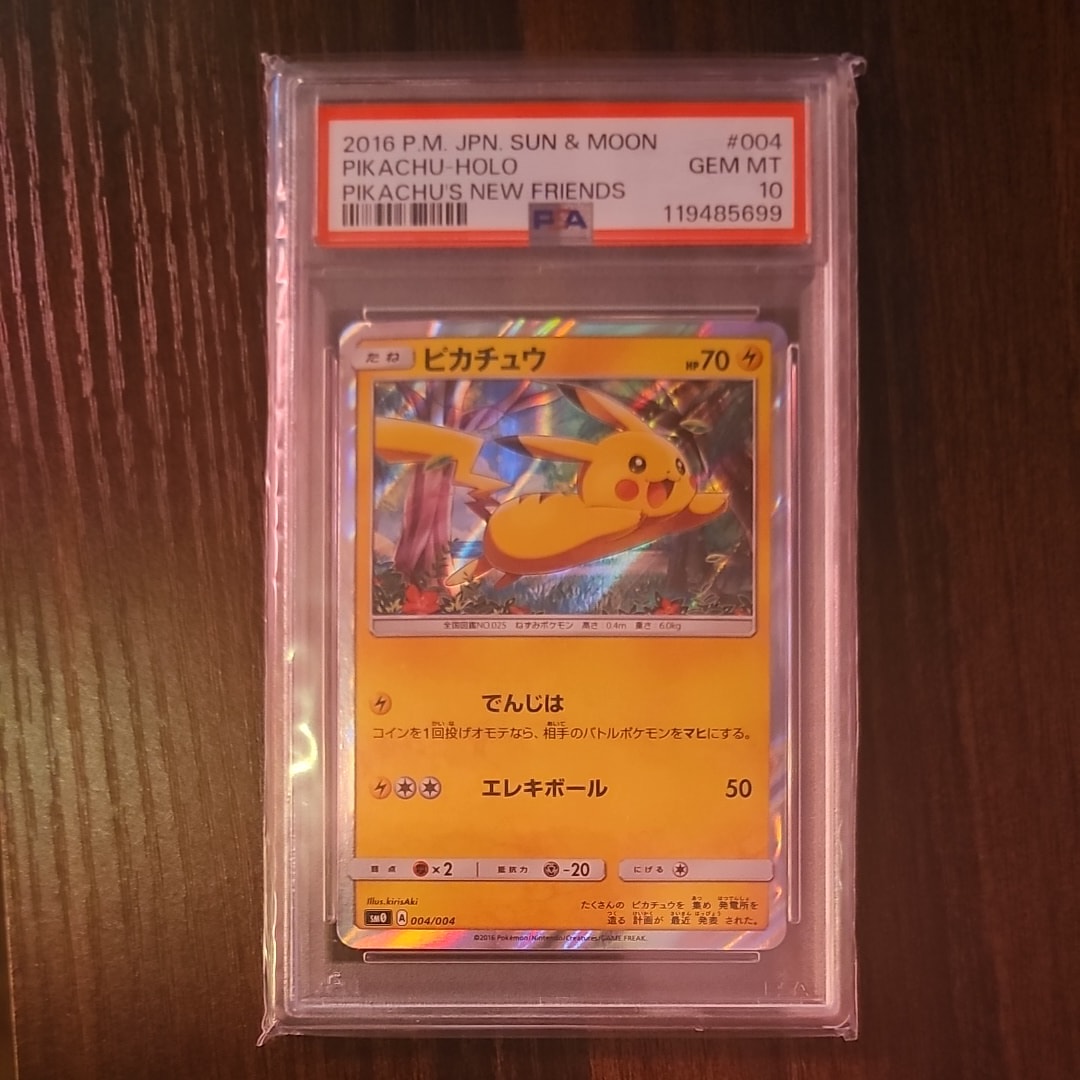 2016 P.M. JPN. SUN & MOON #004
PIKACHU-HOLO GEM MT
PIKACHU'S NEW FRIENDS 10
PSA 119485699
たね ピカチュウ HP70
全国図鑑NO.025 ねずみポケモン 高さ:0.4m 重さ:6.0kg
でんじは
コインを1回投げオモテなら、相手のバトルポケモンをマヒにする。
エレキボール 50
弱点 ×2 抵抗力 -20 にげる
Illus.kirisAki
たくさんの ピカチュウを 集め 発電所を
造る 計画が 最近 発表 された。
SM0 A 004/004
©2016 Pokémon/Nintendo/Creatures/GAME FREAK.